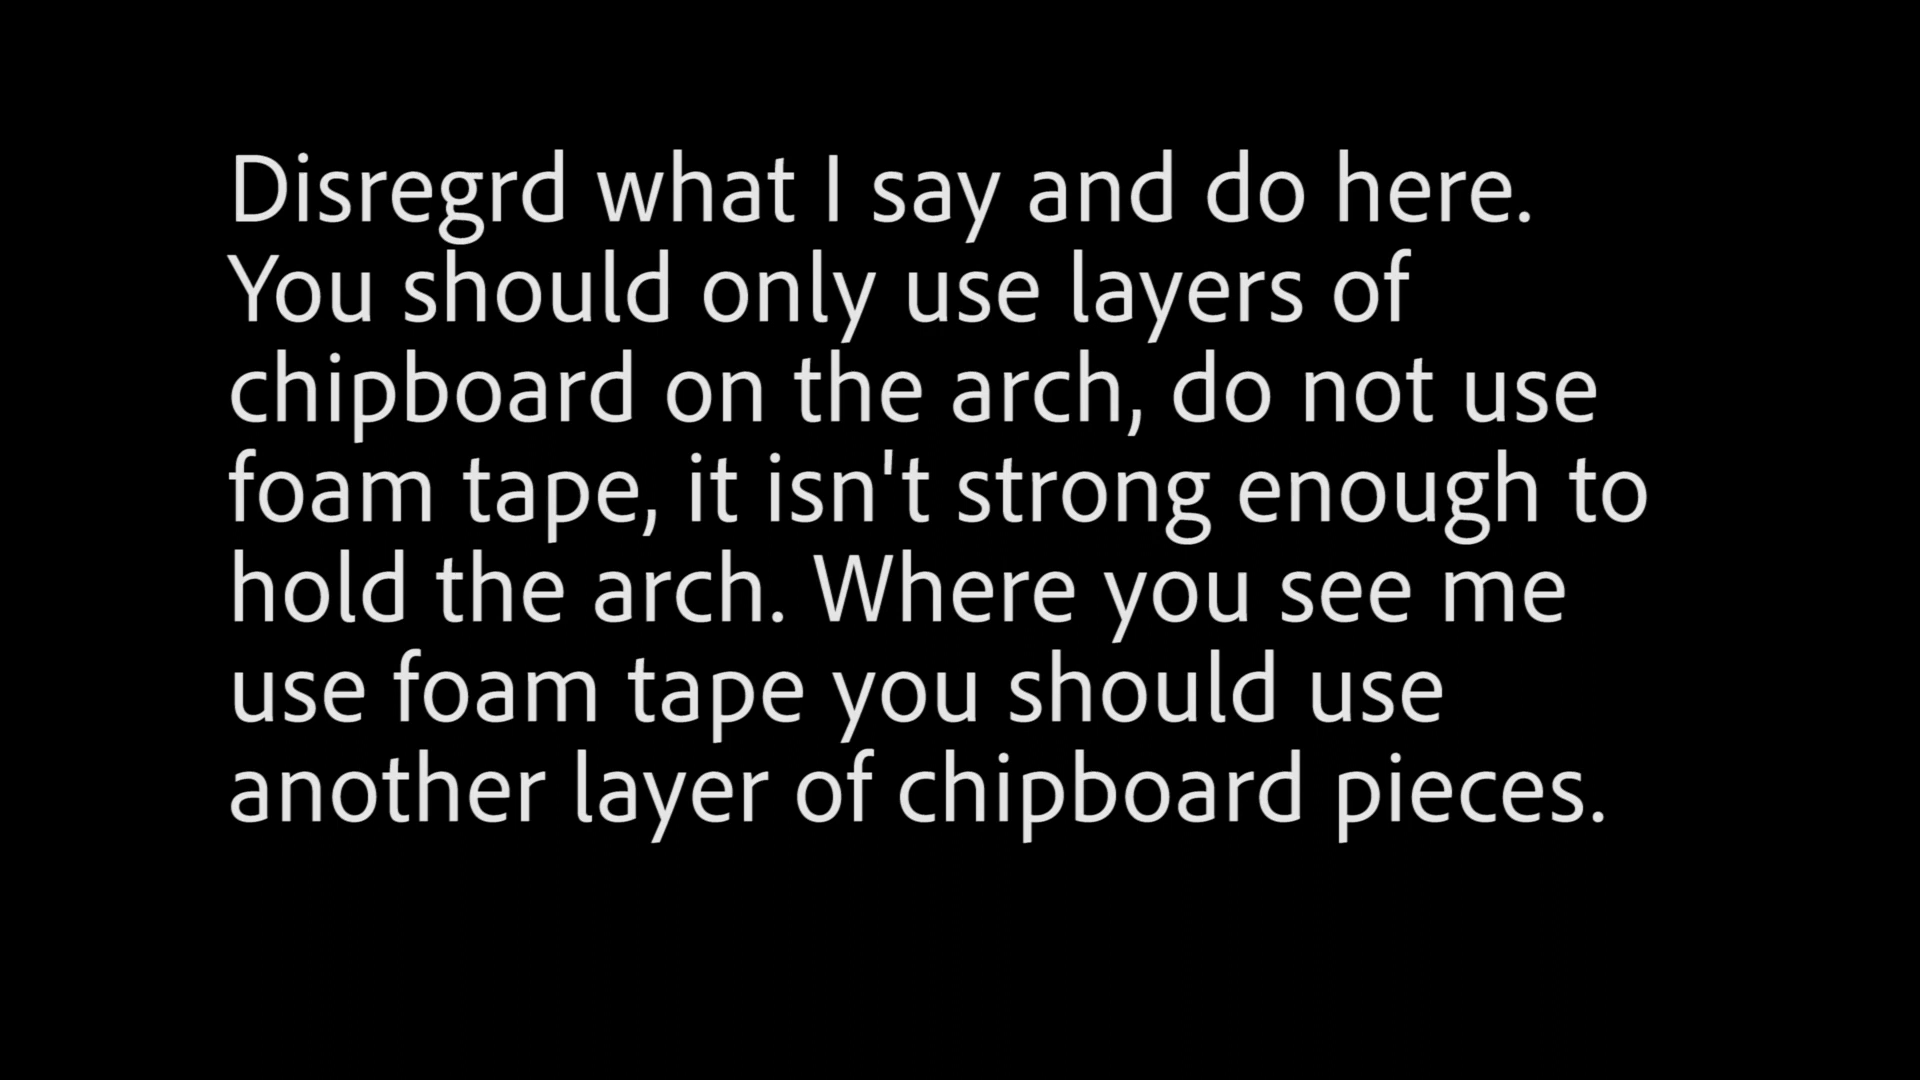 Disregrd what I say and do here.
You should only use layers of
chipboard on the arch, do not use
foam tape, it isn't strong enough to
hold the arch. Where you see me
use foam tape you should use
another layer of chipboard pieces.